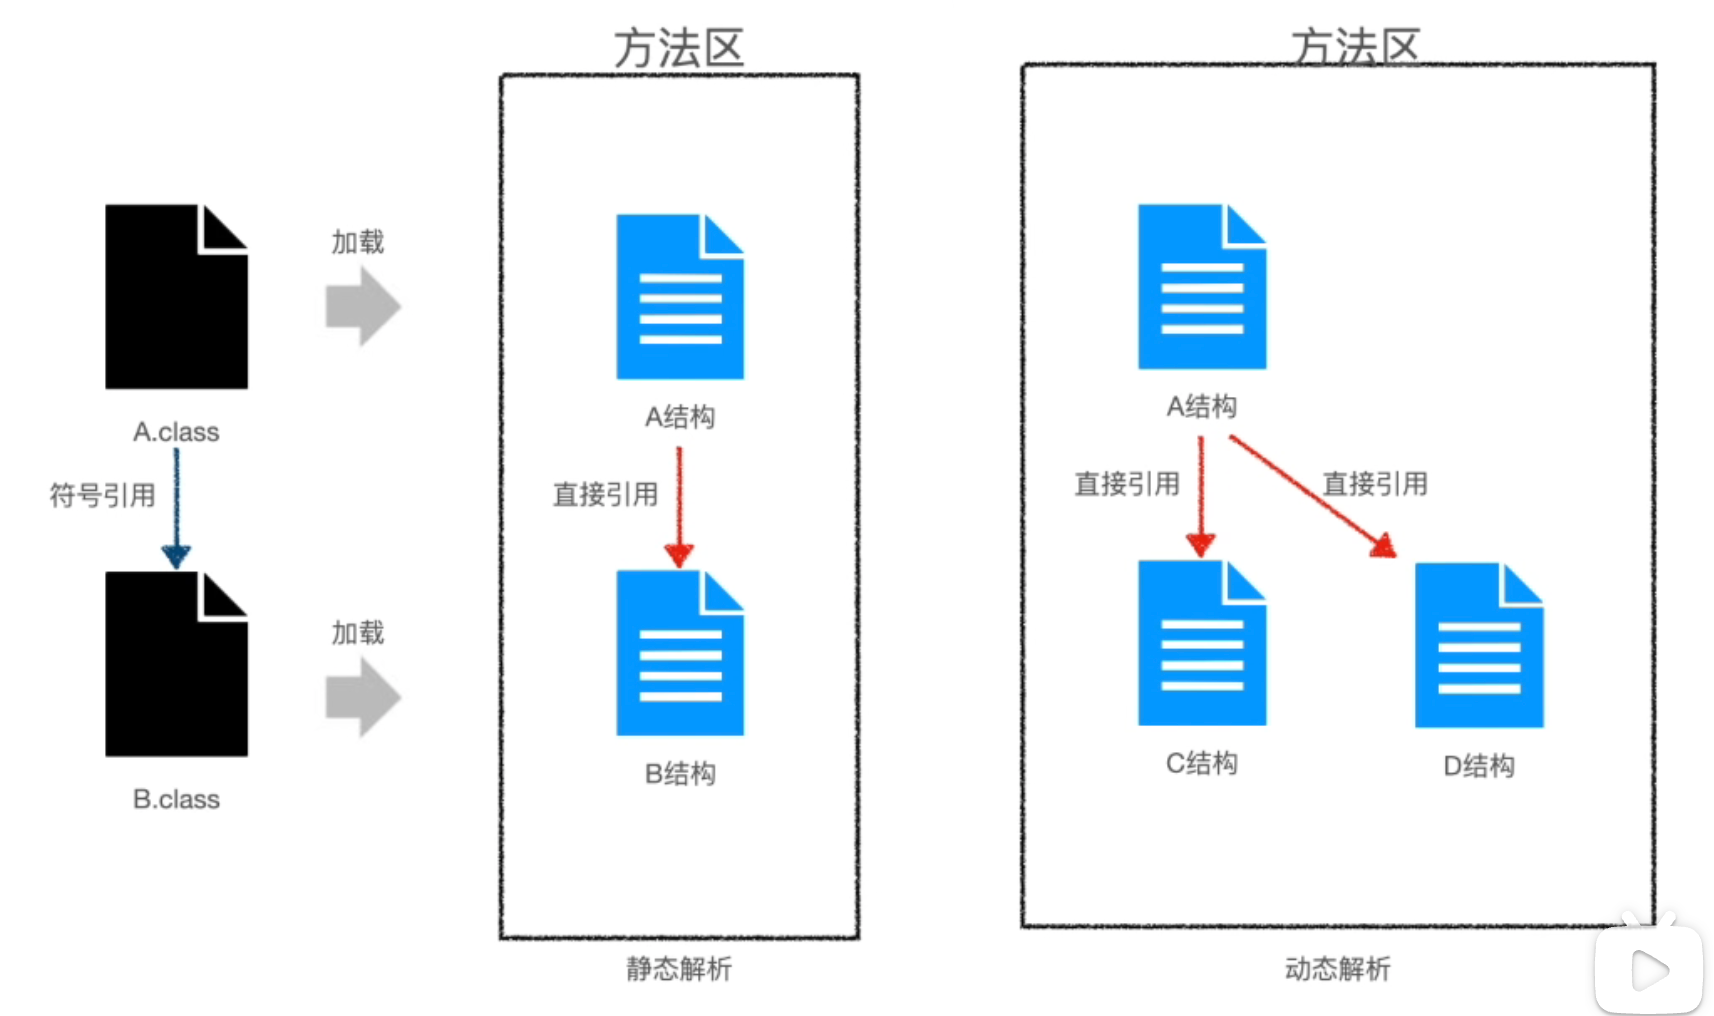 方法区
方法区
加载
A.class
A结构
A结构
符号引用
直接引用
直接引用
直接引用
加载
B.class
B结构
C结构
D结构
静态解析
动态解析